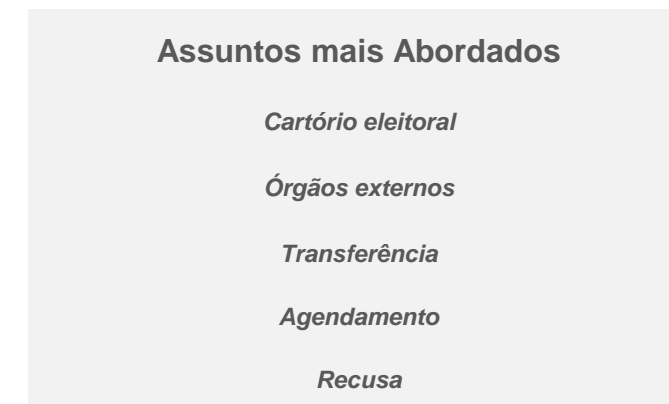 Assuntos mais Abordados
Cartório eleitoral
Órgãos externos
Transferência
Agendamento
Recusa